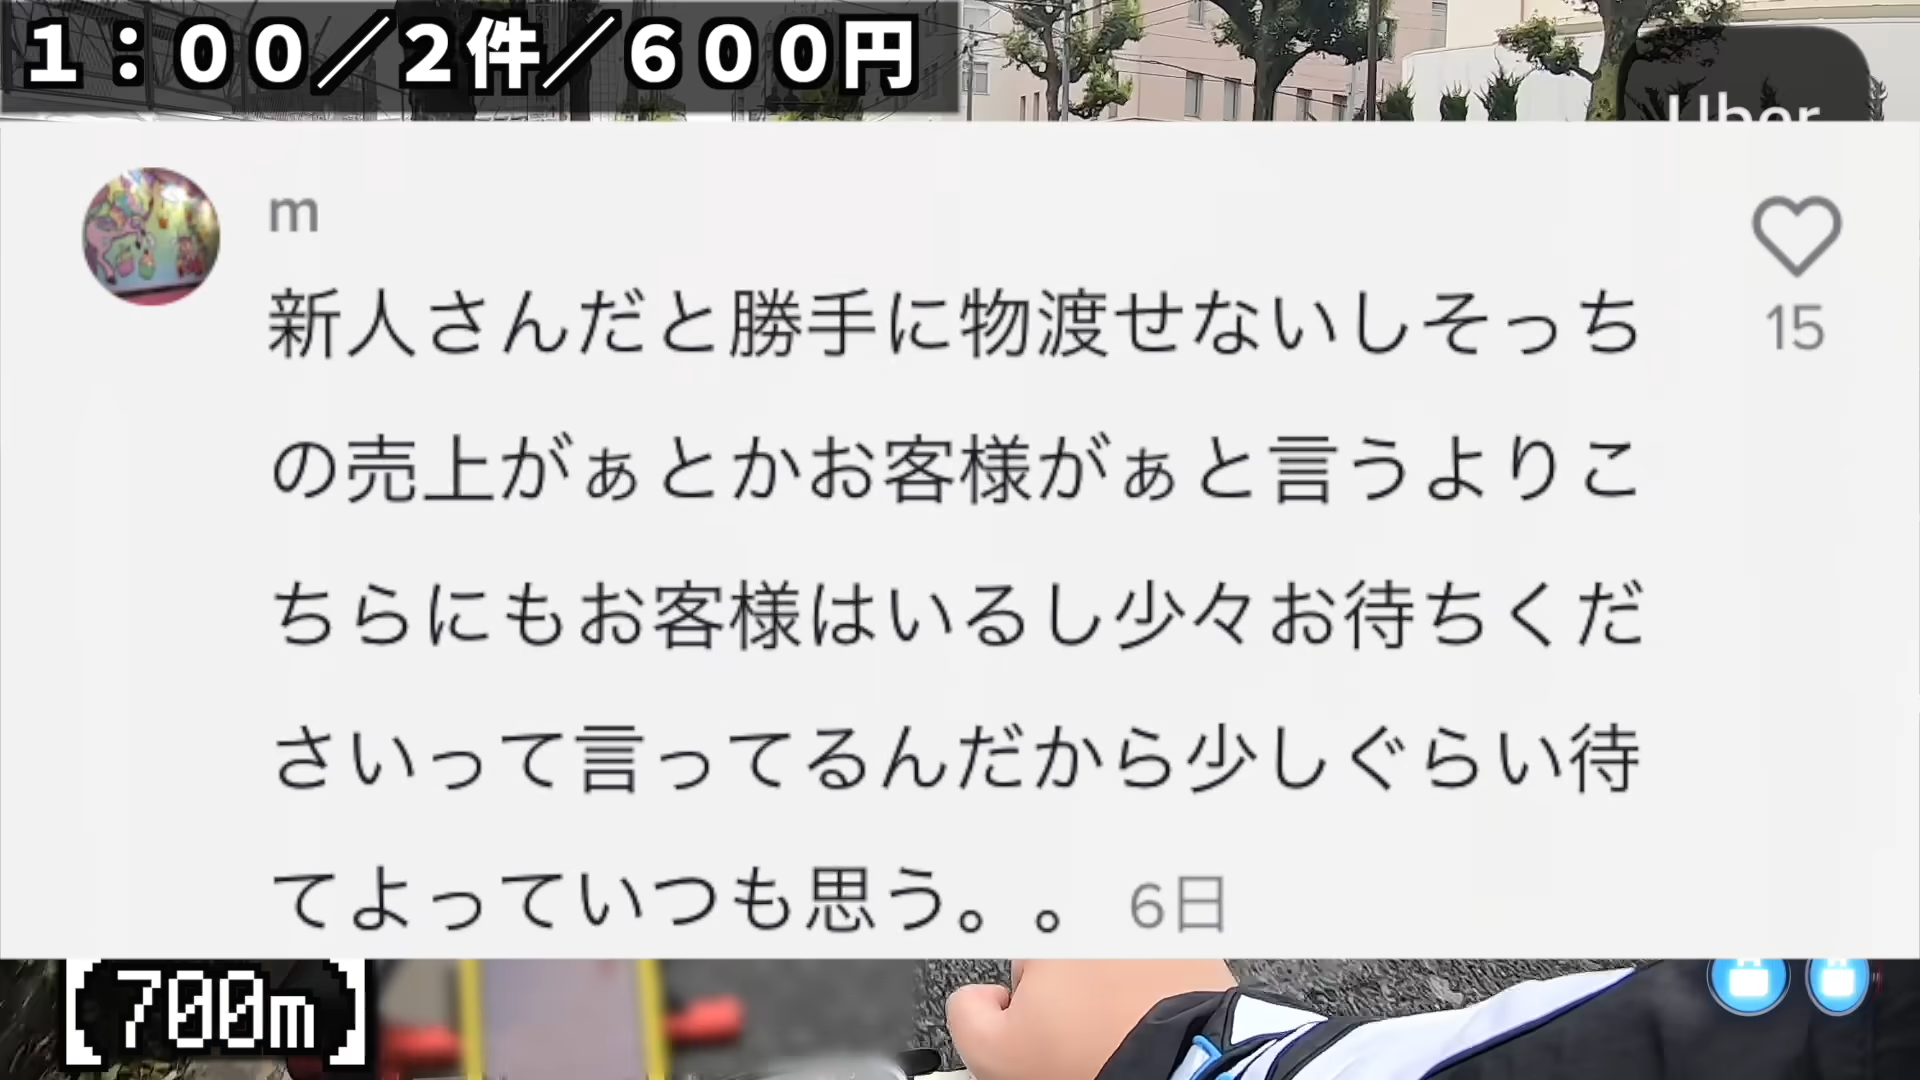 1：00／2件／600円
Uber
m
新人さんだと勝手に物渡せないしそっち
の売上がぁとかお客様がぁと言うよりこ
ちらにもお客様はいるし少々お待ちくだ
さいって言ってるんだから少しぐらい待
てよっていつも思う。。 6日
15
【700m】